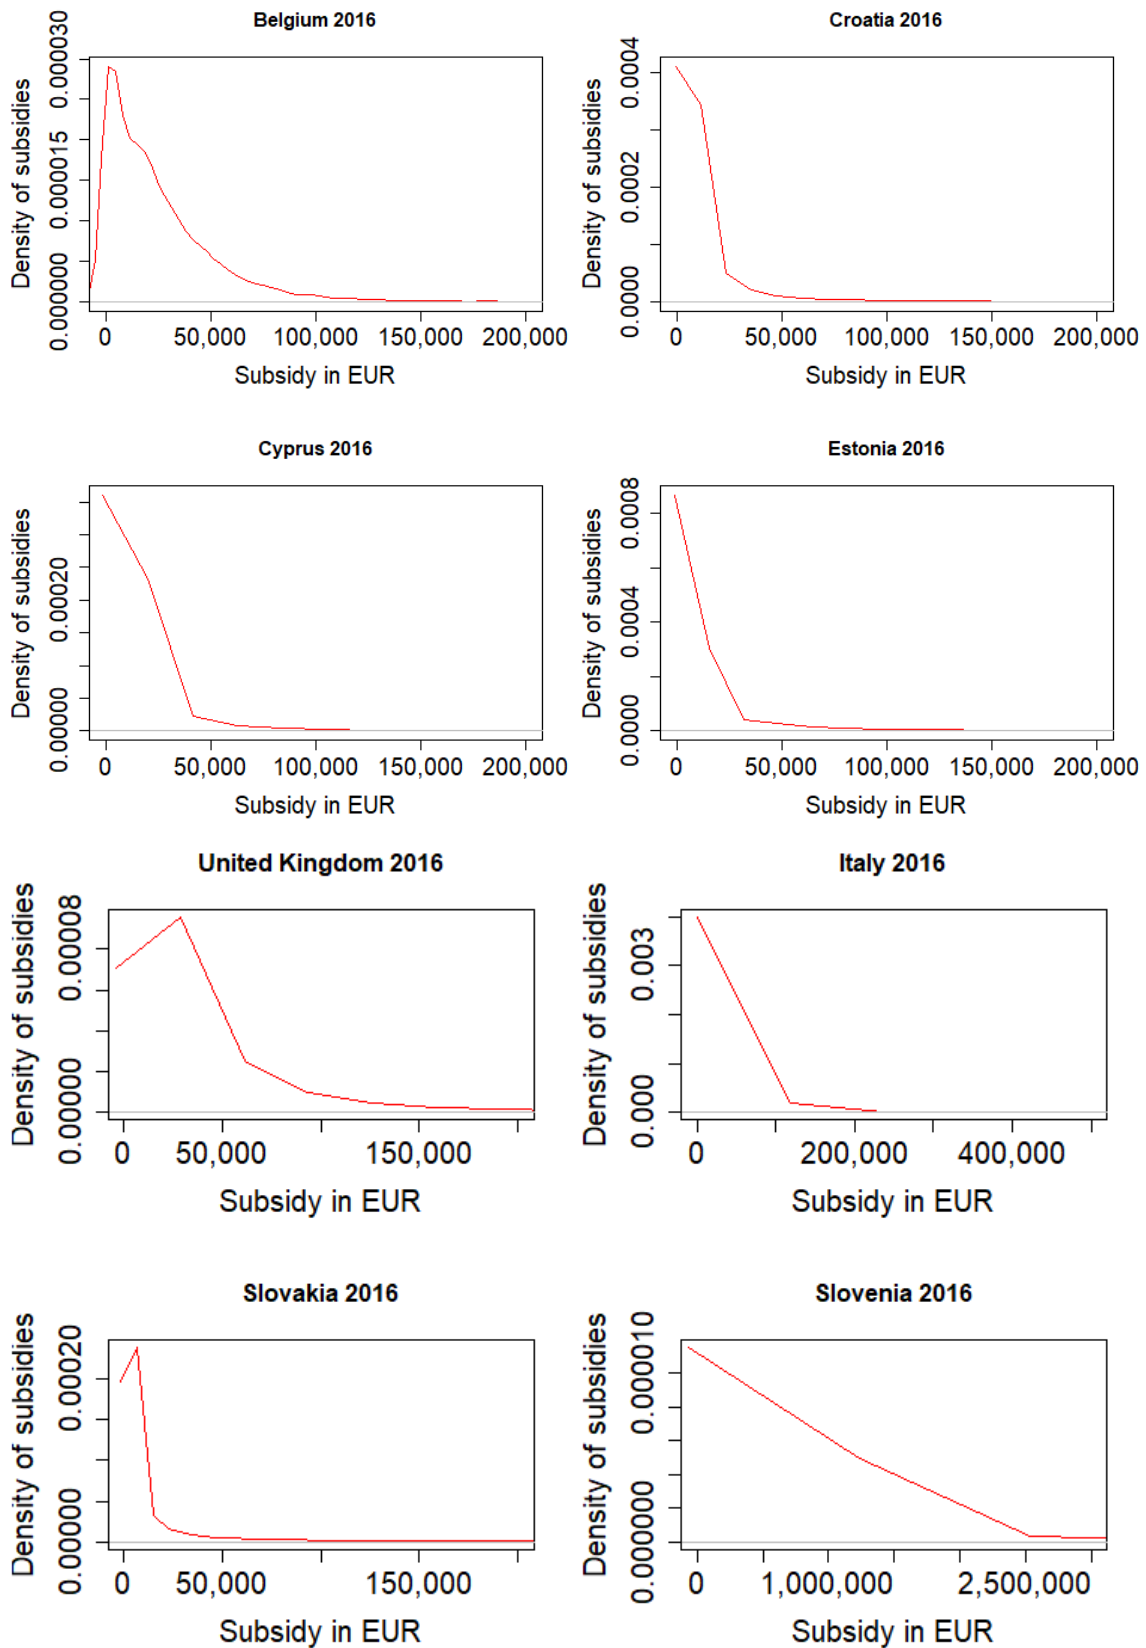 Belgium 2016
Density of subsidies
0.0000030
0.0000015
0.000000
0
50,000
100,000
150,000
200,000
Subsidy in EUR
Croatia 2016
Density of subsidies
0.0004
0.0002
0.0000
0
50,000
100,000
150,000
200,000
Subsidy in EUR
Cyprus 2016
Density of subsidies
0.00020
0.00000
0
50,000
100,000
150,000
200,000
Subsidy in EUR
Estonia 2016
Density of subsidies
0.0008
0.0004
0.0000
0
50,000
100,000
150,000
200,000
Subsidy in EUR
United Kingdom 2016
Density of subsidies
0.00008
0.00000
0
50,000
150,000
Subsidy in EUR
Italy 2016
Density of subsidies
0.003
0.000
0
200,000
400,000
Subsidy in EUR
Slovakia 2016
Density of subsidies
0.00020
0.00000
0
50,000
150,000
Subsidy in EUR
Slovenia 2016
Density of subsidies
0.0000010
0.0000000
0
1,000,000
2,500,000
Subsidy in EUR